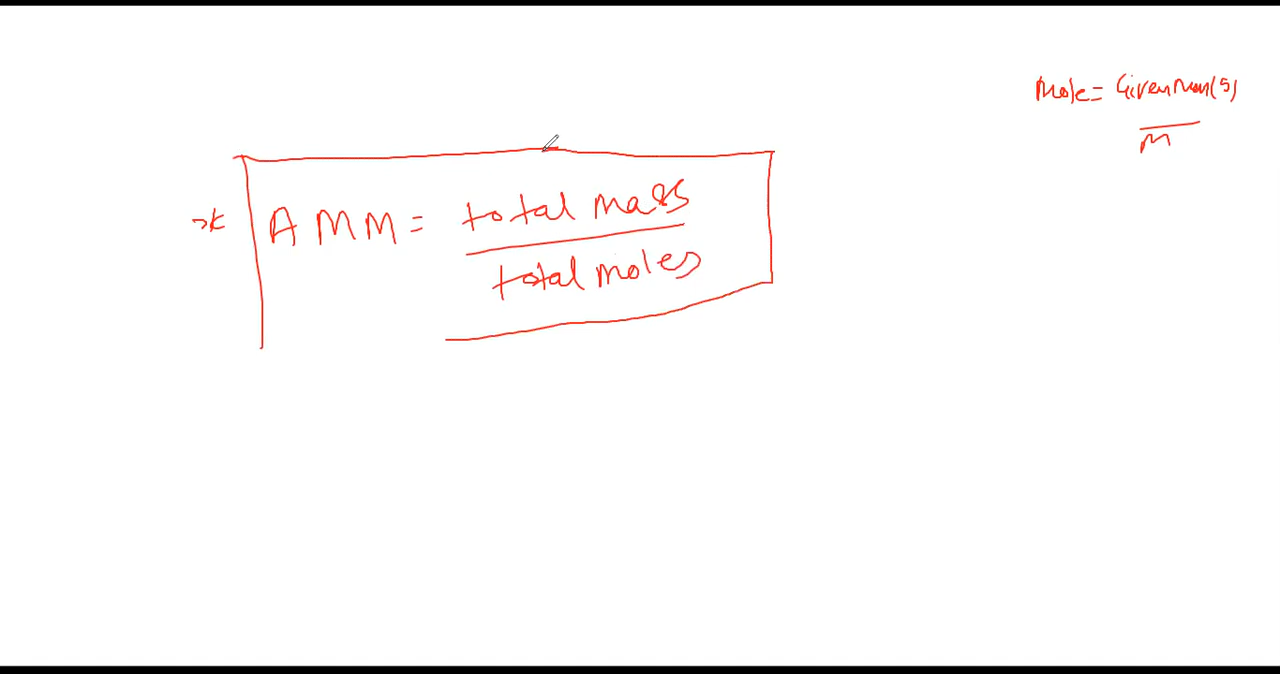 Mole = Given Mass(g)
M
* AMM = total mass
total moles